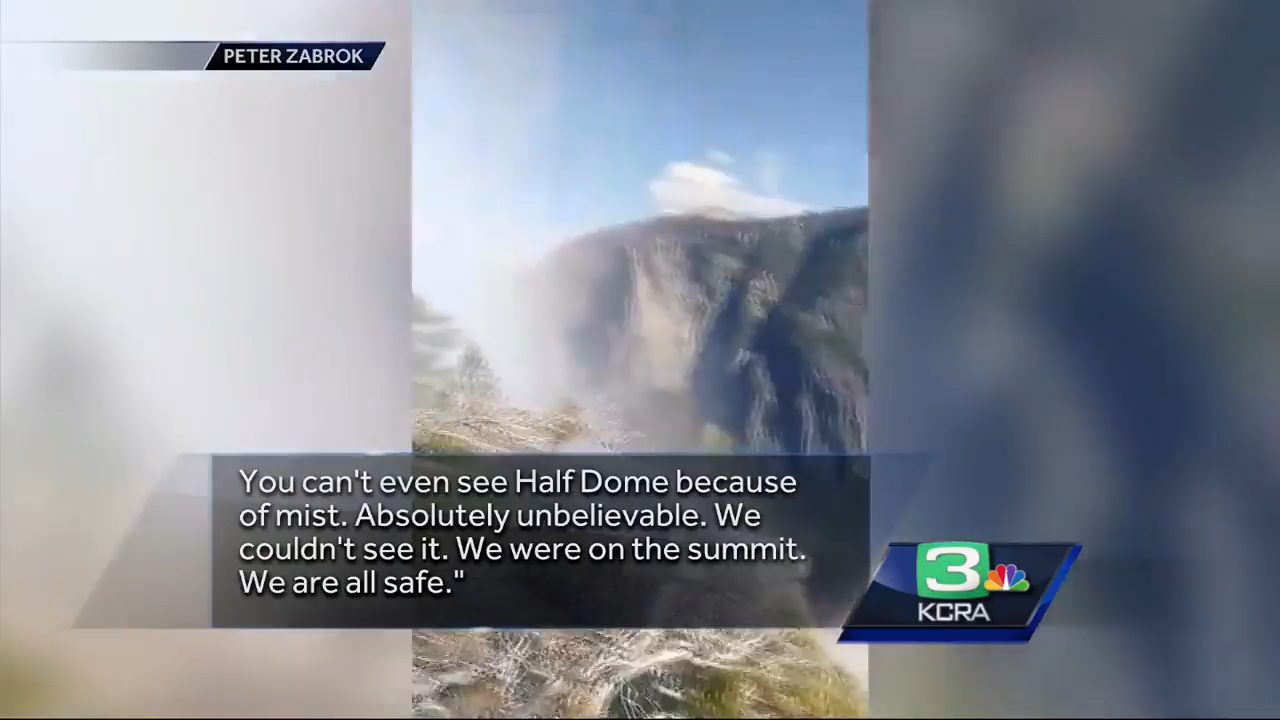 PETER ZABROK
You can't even see Half Dome because
of mist. Absolutely unbelievable. We
couldn't see it. We were on the summit.
We are all safe."
3
KCRA